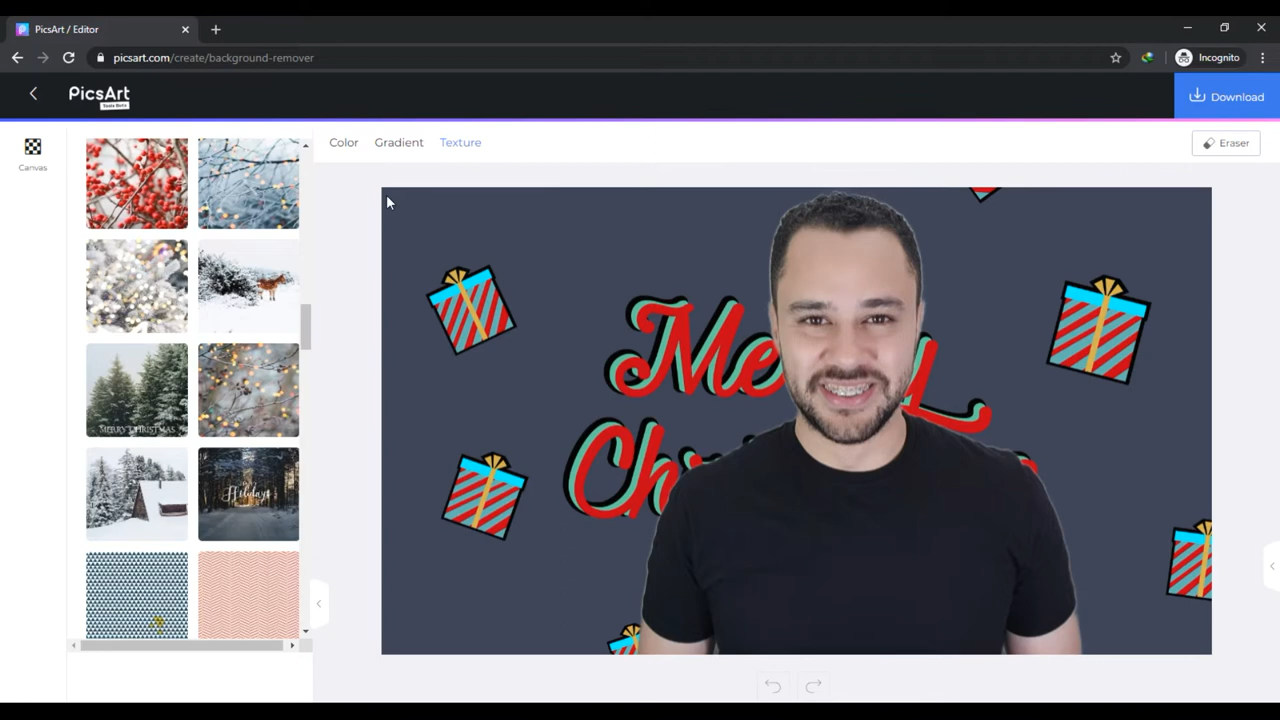 PicsArt / Editor
picsart.com/create/background-remover
Incognito
PicsArt
Download
Canvas
Color Gradient Texture
Eraser
MERRY CHRISTMAS
Holidays